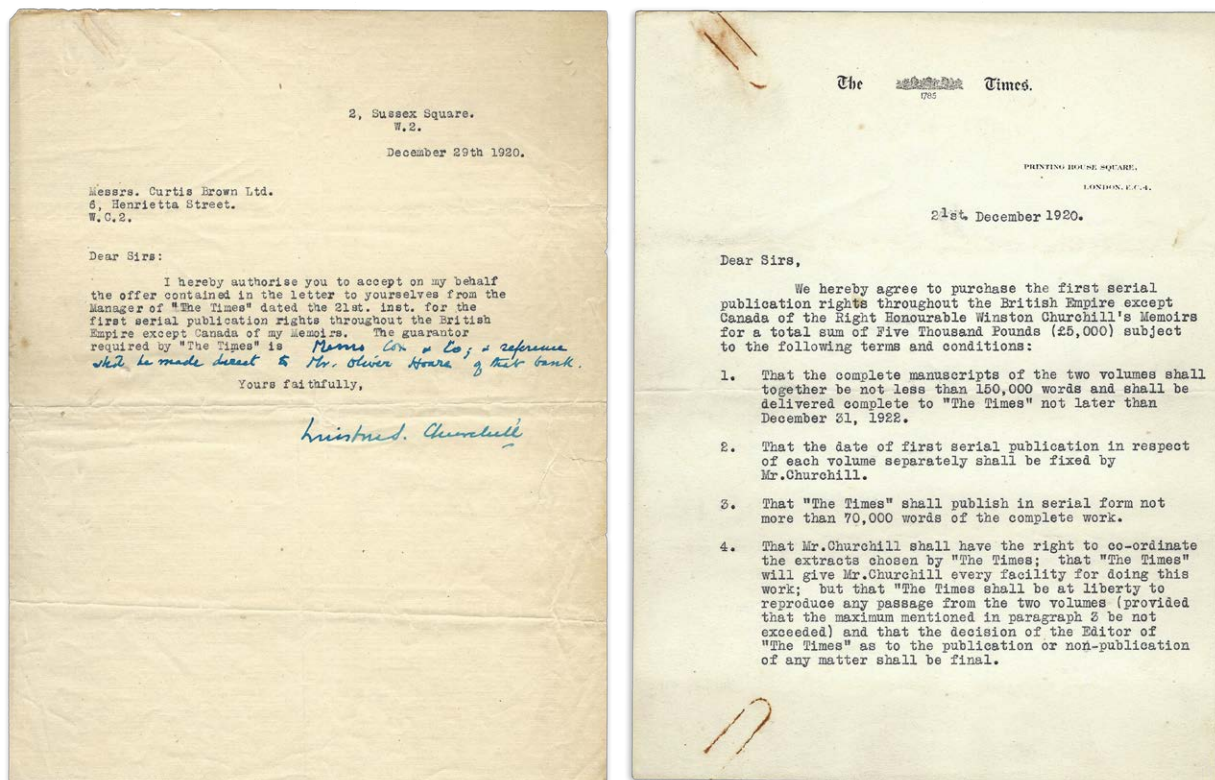 2, Sussex Square.
W.2.
December 29th 1920.
Messrs. Curtis Brown Ltd.
6, Henrietta Street.
W.C.2.
Dear Sirs:
I hereby authorise you to accept on my behalf
the offer contained in the letter to yourselves from the
Manager of "The Times" dated the 21st. inst. for the
first serial publication rights throughout the British
Empire except Canada of my Memoirs. The guarantor
required by "The Times" is Messrs Cox & Co; a reference
shd be made direct to Mr. Oliver Hoare of that bank.
Yours faithfully,
Winston S. Churchill
The Times.
1785
PRINTING HOUSE SQUARE,
LONDON, E.C.4.
21st. December 1920.
Dear Sirs,
We hereby agree to purchase the first serial
publication rights throughout the British Empire except
Canada of the Right Honourable Winston Churchill's Memoirs
for a total sum of Five Thousand Pounds (£5,000) subject
to the following terms and conditions:
1. That the complete manuscripts of the two volumes shall
together be not less than 150,000 words and shall be
delivered complete to "The Times" not later than
December 31, 1922.
2. That the date of first serial publication in respect
of each volume separately shall be fixed by
Mr.Churchill.
3. That "The Times" shall publish in serial form not
more than 70,000 words of the complete work.
4. That Mr.Churchill shall have the right to co-ordinate
the extracts chosen by "The Times; that "The Times"
will give Mr.Churchill every facility for doing this
work; but that "The Times shall be at liberty to
reproduce any passage from the two volumes (provided
that the maximum mentioned in paragraph 3 be not
exceeded) and that the decision of the Editor of
"The Times" as to the publication or non-publication
of any matter shall be final.